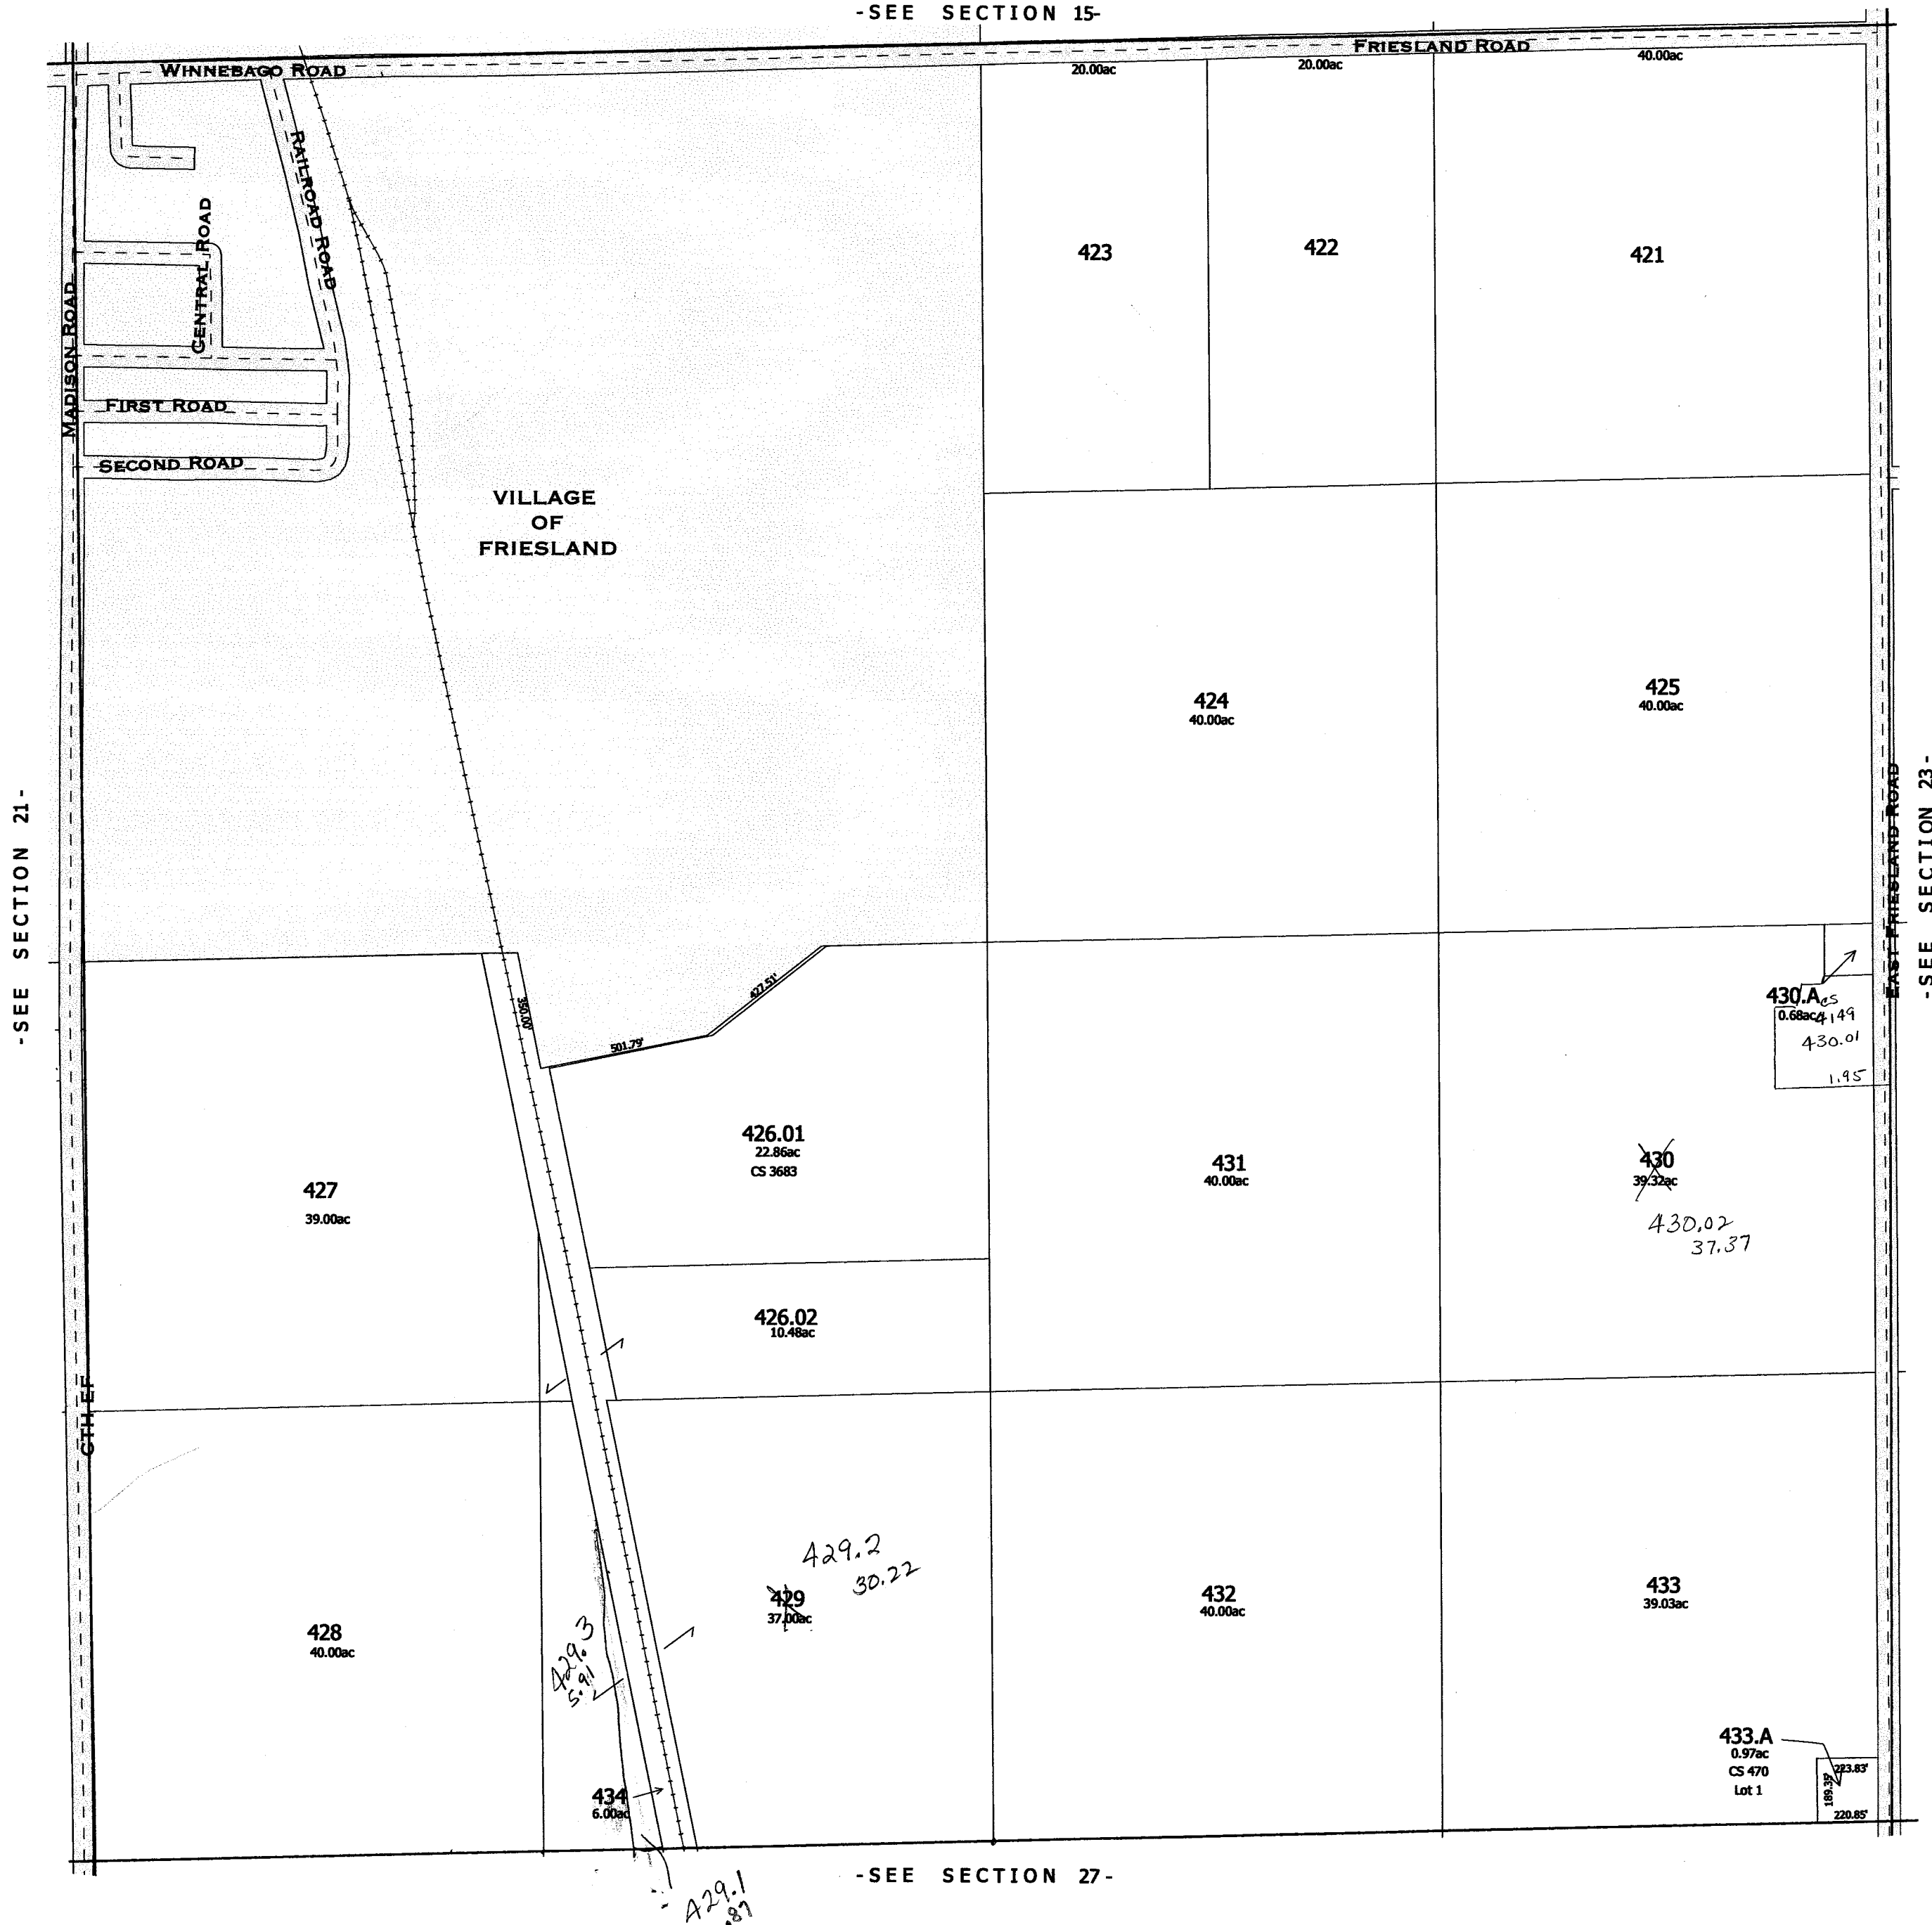 -SEE SECTION 15-
WINNEBAGO ROAD
FRIESLAND ROAD
20.00ac
20.00ac
40.00ac
RAILROAD ROAD
CENTRAL ROAD
MADISON ROAD
FIRST ROAD
SECOND ROAD
423
422
421
VILLAGE
OF
FRIESLAND
424
40.00ac
425
40.00ac
-SEE SECTION 21-
EAST FRIESLAND ROAD
-SEE SECTION 23-
350.00'
501.79'
427.51'
430.A
0.68ac
CS
4149
430.01
1.95
426.01
22.86ac
CS 3683
427
39.00ac
431
40.00ac
430
39.32ac
430.02
37.37
426.02
10.48ac
CTH EF
429.2
30.22
429
37.00ac
429.3
5.91
428
40.00ac
432
40.00ac
433
39.03ac
434
6.00ac
433.A
0.97ac
CS 470
Lot 1
223.83'
189.35'
220.85'
-SEE SECTION 27-
429.1
.87